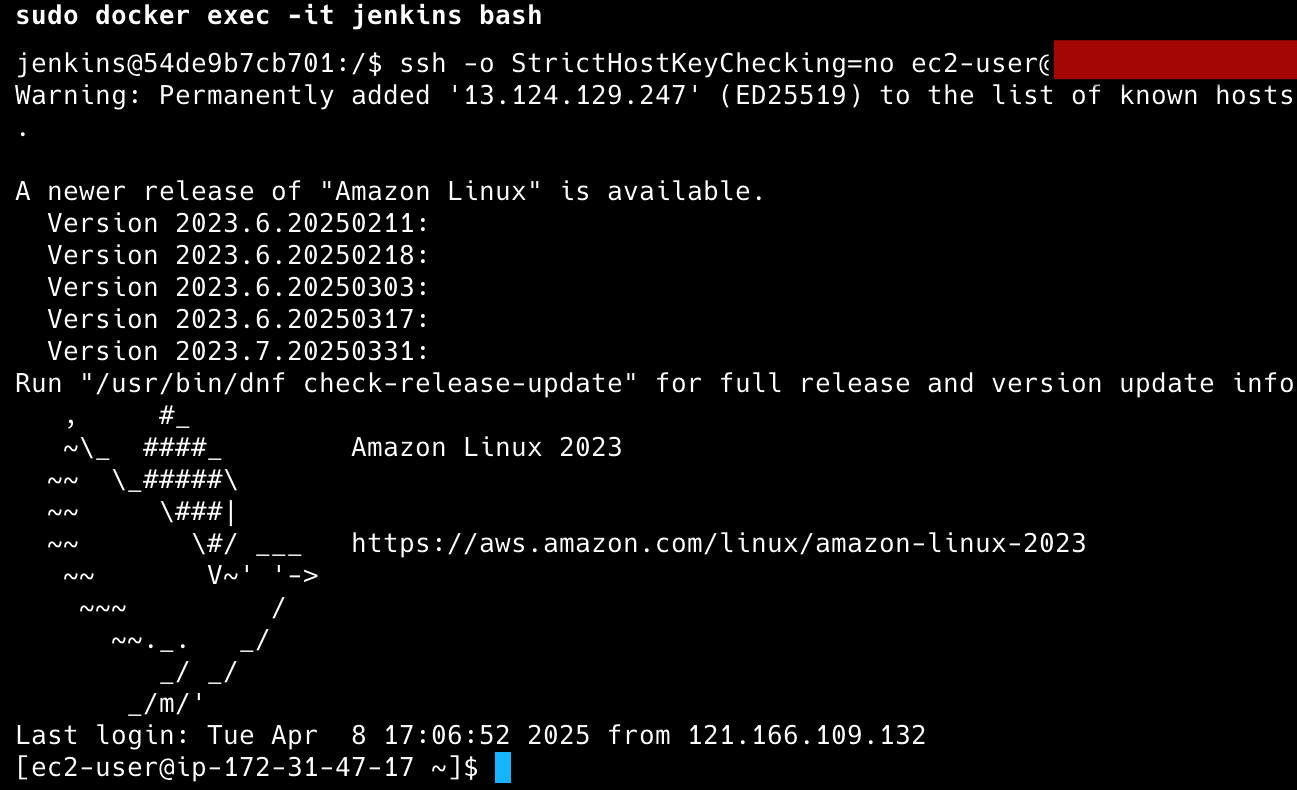 sudo docker exec -it jenkins bash
jenkins@54de9b7cb701:/$ ssh -o StrictHostKeyChecking=no ec2-user@
Warning: Permanently added '13.124.129.247' (ED25519) to the list of known hosts
.
A newer release of "Amazon Linux" is available.
  Version 2023.6.20250211:
  Version 2023.6.20250218:
  Version 2023.6.20250303:
  Version 2023.6.20250317:
  Version 2023.7.20250331:
Run "/usr/bin/dnf check-release-update" for full release and version update info
   ,     #_
   ~\_  ####_        Amazon Linux 2023
  ~~  \_#####\
  ~~     \###|
  ~~       \#/ ___   https://aws.amazon.com/linux/amazon-linux-2023
   ~~       V~' '->
    ~~~         /
      ~~._.   _/
         _/ _/
       _/m/'
Last login: Tue Apr  8 17:06:52 2025 from 121.166.109.132
[ec2-user@ip-172-31-47-17 ~]$